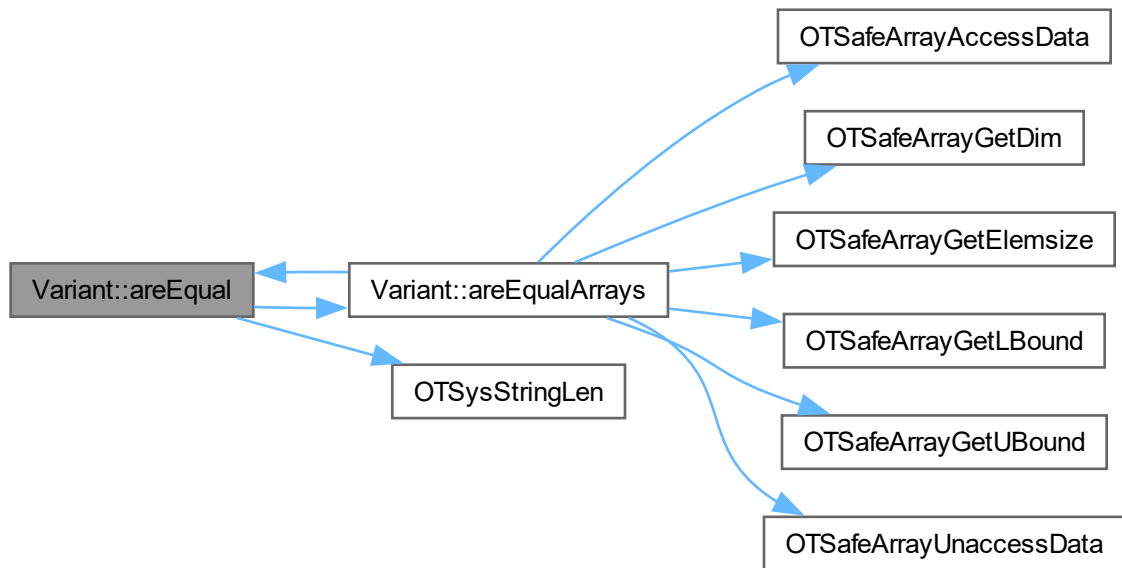 OTSafeArrayAccessData
OTSafeArrayGetDim
OTSafeArrayGetElemsize
Variant::areEqual
Variant::areEqualArrays
OTSafeArrayGetLBound
OTSysStringLen
OTSafeArrayGetUBound
OTSafeArrayUnaccessData